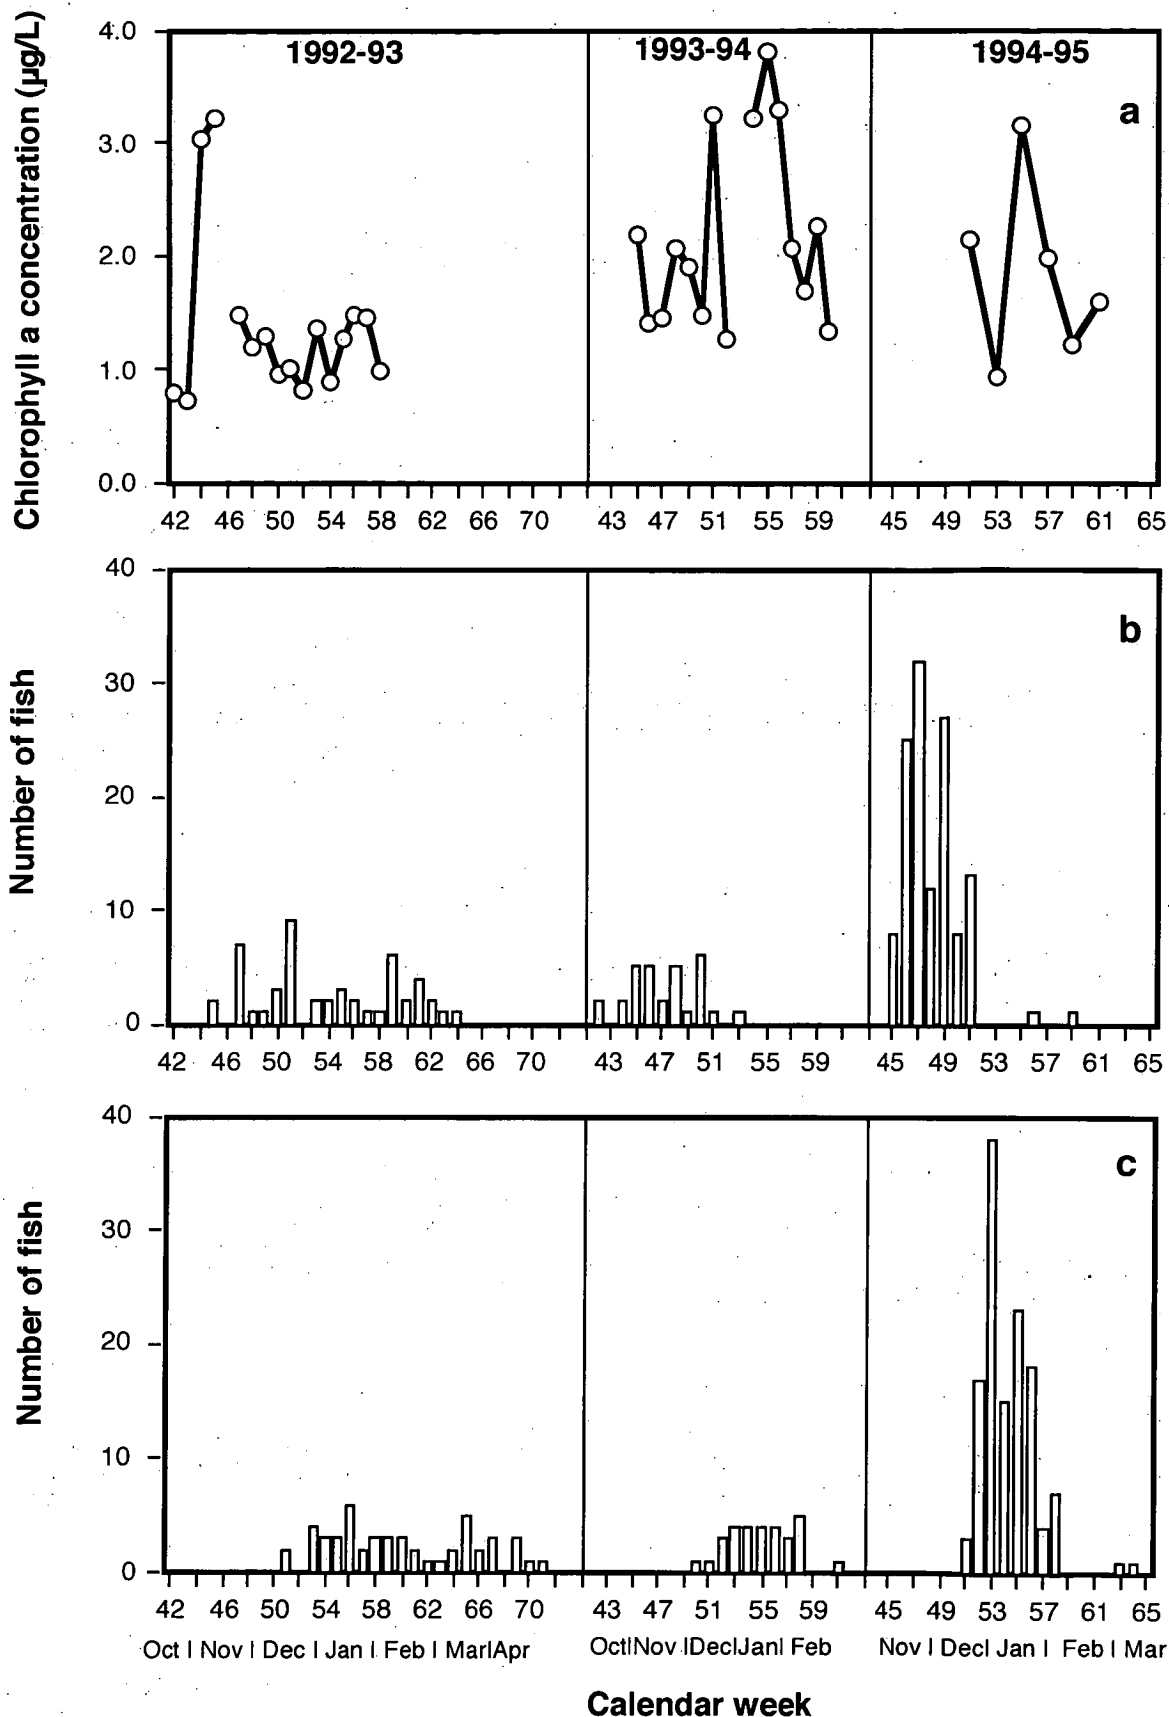 Chlorophyll a concentration (µg/L)
4.0
3.0
2.0
1.0
0.0
1992-93
1993-94
1994-95
a
42 46 50 54 58 62 66 70 43 47 51 55 59 45 49 53 57 61 65
Number of fish
40
30
20
10
0
b
42 46 50 54 58 62 66 70 43 47 51 55 59 45 49 53 57 61 65
Number of fish
40
30
20
10
0
c
42 46 50 54 58 62 66 70 43 47 51 55 59 45 49 53 57 61 65
Oct | Nov | Dec | Jan | Feb | Mar|Apr Oct|Nov |Dec|Jan| Feb Nov | Dec| Jan | Feb | Mar
Calendar week